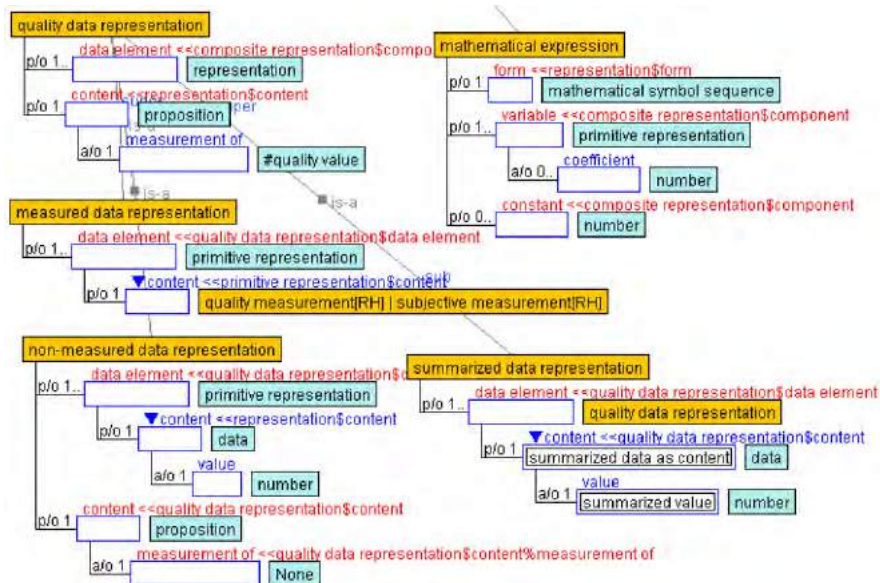 quality data representation
data element <<composite representation$compo
p/o 1..
representation
content <<representation$content
p/o 1
proposition
per
is-a
measurement of
a/o 1
#quality value
is-a
measured data representation
data element <<quality data representation$data element
p/o 1..
primitive representation
sub
content <<primitive representation$content
p/o 1
quality measurement[RH] | subjective measurement[RH]
non-measured data representation
data element <<quality data representation$d
p/o 1..
primitive representation
content <<representation$content
p/o 1
data
value
a/o 1
number
content <<quality data representation$content
p/o 1
proposition
measurement of <<quality data representation$content%measurement of
a/o 1
None
mathematical expression
form <<representation$form
p/o 1
mathematical symbol sequence
variable <<composite representation$component
p/o 1..
primitive representation
coefficient
a/o 0..
number
constant <<composite representation$component
p/o 0..
number
summarized data representation
data element <<quality data representation$data element
p/o 1..
quality data representation
content <<quality data representation$content
p/o 1
summarized data as content
data
value
a/o 1
summarized value
number